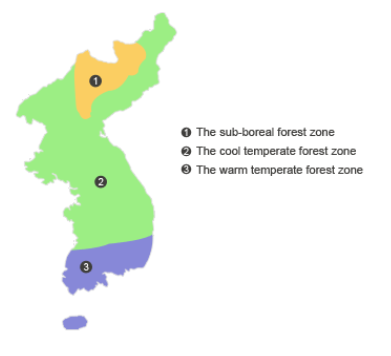 1
2
3
1 The sub-boreal forest zone
2 The cool temperate forest zone
3 The warm temperate forest zone